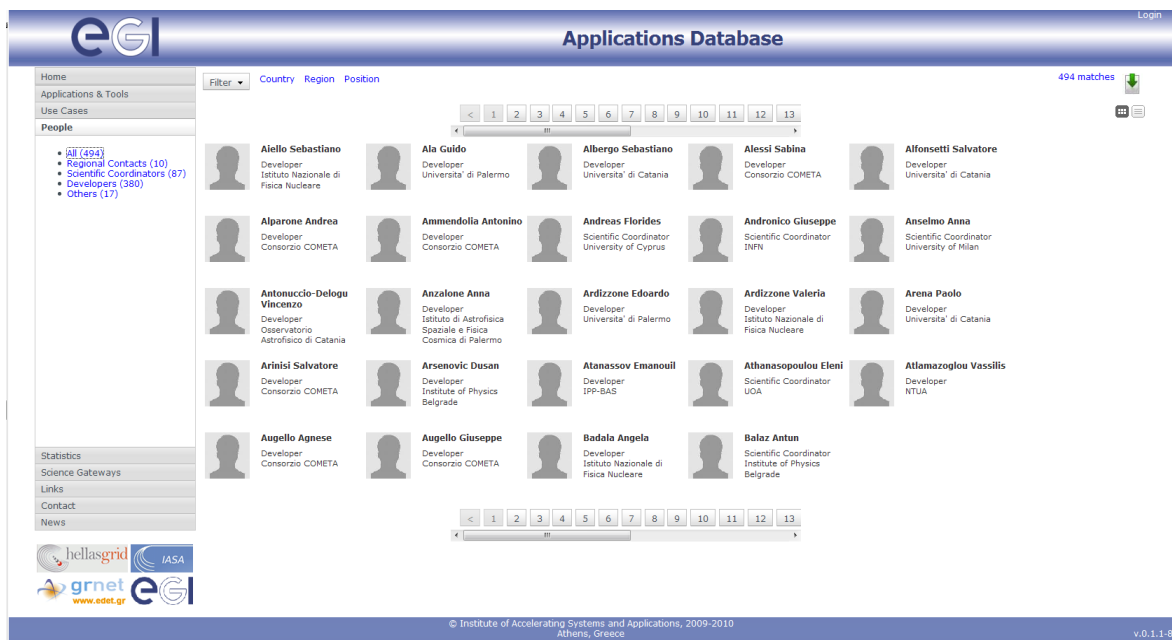 Login
eGI
Applications Database
Home
Applications & Tools
Use Cases
People
All (494)
Regional Contacts (10)
Scientific Coordinators (87)
Developers (380)
Others (17)
Statistics
Science Gateways
Links
Contact
News
hellasgrid
IASA
grnet
www.edet.gr
eGI
Filter
Country Region Position
494 matches
< 1 2 3 4 5 6 7 8 9 10 11 12 13
Aiello Sebastiano
Developer
Istituto Nazionale di
Fisica Nucleare
Ala Guido
Developer
Universita' di Palermo
Albergo Sebastiano
Developer
Universita' di Catania
Alessi Sabina
Developer
Consorzio COMETA
Alfonsetti Salvatore
Developer
Universita' di Catania
Alparone Andrea
Developer
Consorzio COMETA
Ammendolia Antonino
Developer
Consorzio COMETA
Andreas Florides
Scientific Coordinator
University of Cyprus
Andronico Giuseppe
Scientific Coordinator
INFN
Anselmo Anna
Scientific Coordinator
University of Milan
Antonuccio-Delogu
Vincenzo
Developer
Osservatorio
Astrofisico di Catania
Anzalone Anna
Developer
Istituto di Astrofisica
Spaziale e Fisica
Cosmica di Palermo
Ardizzone Edoardo
Developer
Universita' di Palermo
Ardizzone Valeria
Developer
Istituto Nazionale di
Fisica Nucleare
Arena Paolo
Developer
Universita' di Catania
Arinisi Salvatore
Developer
Consorzio COMETA
Arsenovic Dusan
Developer
Institute of Physics
Belgrade
Atanassov Emanouil
Developer
IPP-BAS
Athanasopoulou Eleni
Scientific Coordinator
UOA
Atlamazoglou Vassilis
Developer
NTUA
Augello Agnese
Developer
Consorzio COMETA
Augello Giuseppe
Developer
Consorzio COMETA
Badala Angela
Developer
Istituto Nazionale di
Fisica Nucleare
Balaz Antun
Scientific Coordinator
Institute of Physics
Belgrade
< 1 2 3 4 5 6 7 8 9 10 11 12 13
© Institute of Accelerating Systems and Applications, 2009-2010
Athens, Greece